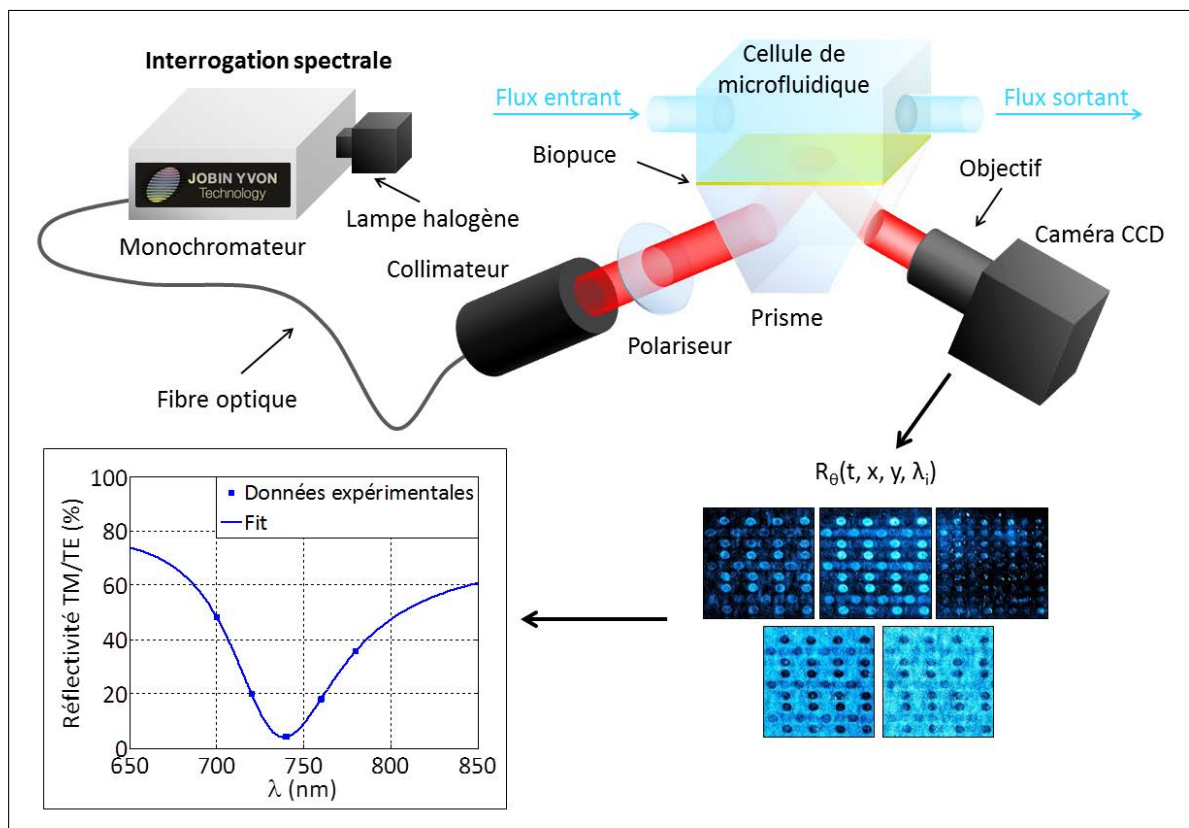 Interrogation spectrale
JOBIN YVON
Technology
Lampe halogène
Monochromateur
Fibre optique
Collimateur
Polariseur
Prisme
Biopuce
Flux entrant
Cellule de
microfluidique
Flux sortant
Objectif
Caméra CCD
Rθ(t, x, y, λi)
Réflectivité TM/TE (%)
100
80
60
40
20
0
Données expérimentales
Fit
650 700 750 800 850
λ (nm)